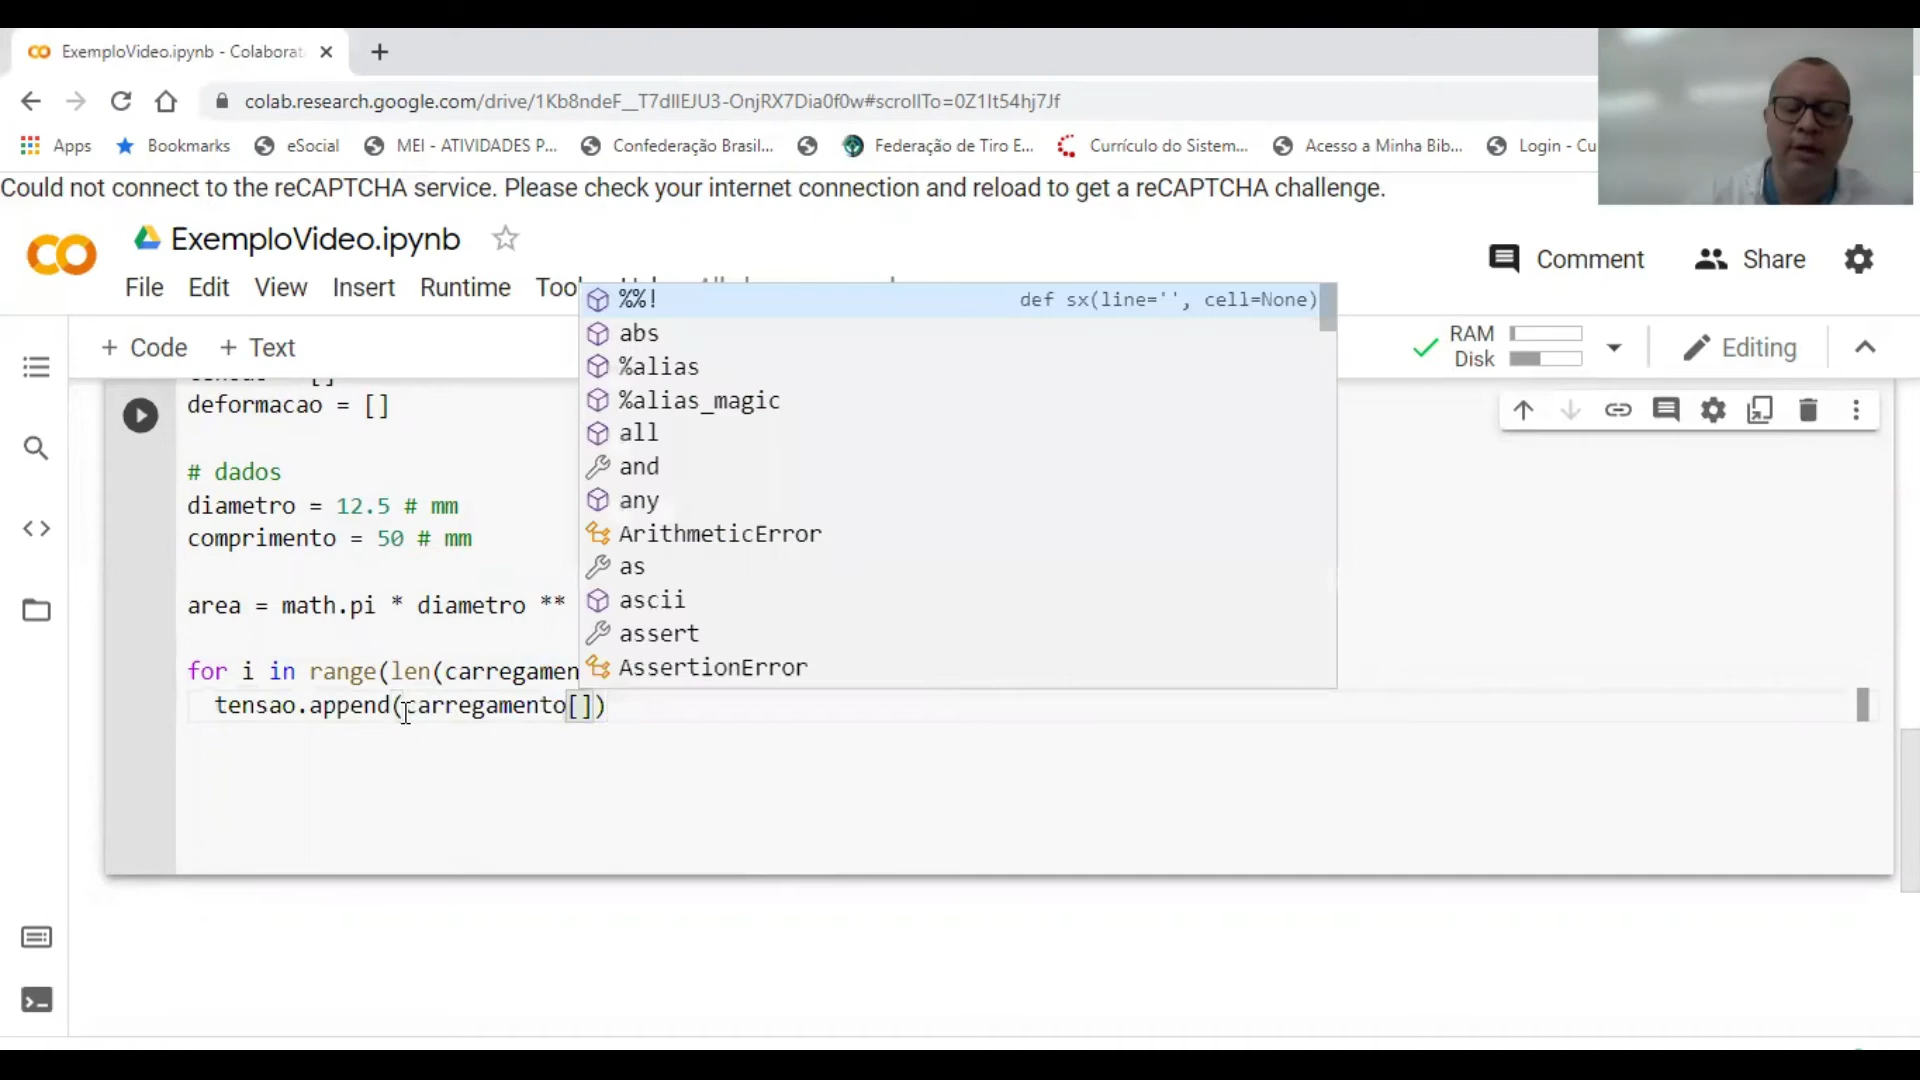 ExemploVideo.ipynb - Colaborat
colab.research.google.com/drive/1Kb8ndeF__T7dIIEJU3-OnjRX7Dia0f0w#scrollTo=0Z1It54hj7Jf
Apps Bookmarks eSocial MEI - ATIVIDADES P... Confederação Brasil... Federação de Tiro E... Currículo do Sistem... Acesso a Minha Bib... Login - Cu
Could not connect to the reCAPTCHA service. Please check your internet connection and reload to get a reCAPTCHA challenge.
CO ExemploVideo.ipynb
Comment Share
File Edit View Insert Runtime Tool
+ Code + Text
RAM
Disk
Editing
%%! def sx(line='', cell=None)
abs
%alias
%alias_magic
all
and
any
ArithmeticError
as
ascii
assert
AssertionError
deformacao = []
# dados
diametro = 12.5 # mm
comprimento = 50 # mm
area = math.pi * diametro **
for i in range(len(carregamen
tensao.append(carregamento[])